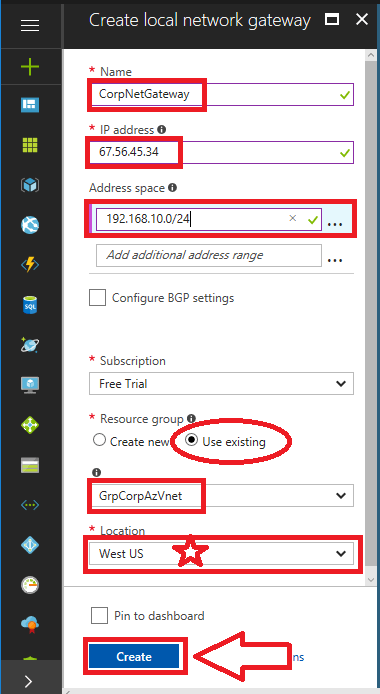 Create local network gateway
* Name
CorpNetGateway
* IP address
67.56.45.34
Address space
192.168.10.0/24
...
Add additional address range
...
Configure BGP settings
* Subscription
Free Trial
* Resource group
Create new Use existing
GrpCorpAzVnet
* Location
West US
Pin to dashboard
Create
ns
SQL